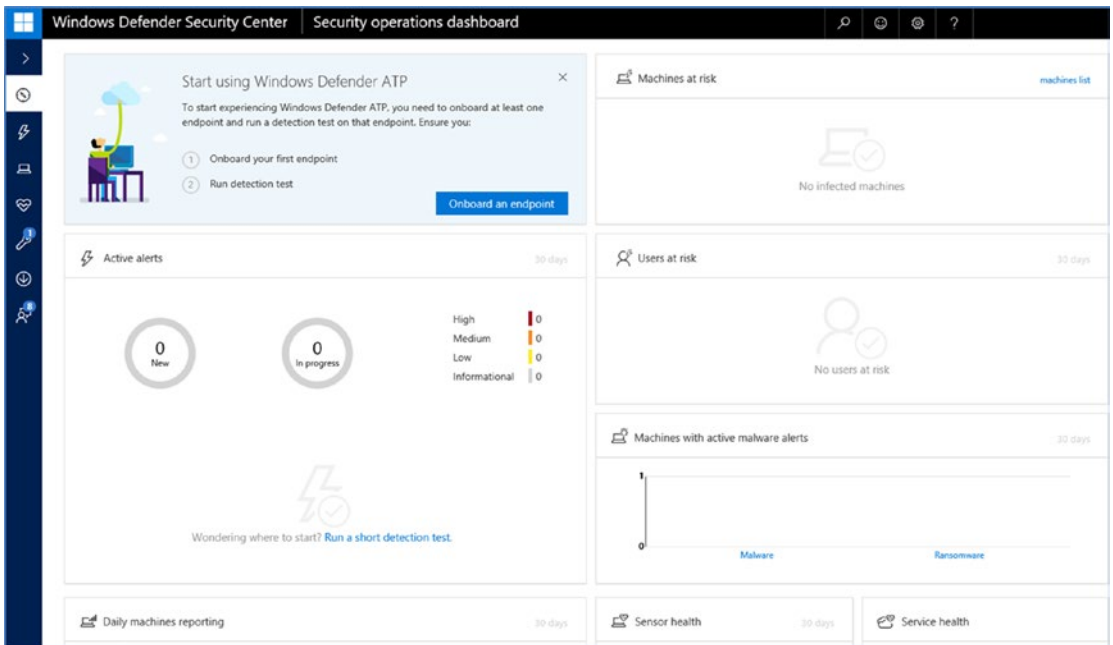 Windows Defender Security Center
Security operations dashboard
?
Start using Windows Defender ATP
To start experiencing Windows Defender ATP, you need to onboard at least one
endpoint and run a detection test on that endpoint. Ensure you:
1 Onboard your first endpoint
2 Run detection test
Onboard an endpoint
Machines at risk
machines list
No infected machines
1
8
Active alerts
30 days
0
New
0
In progress
High 0
Medium 0
Low 0
Informational 0
Wondering where to start? Run a short detection test.
Users at risk
30 days
No users at risk
Machines with active malware alerts
30 days
1
0
Malware
Ransomware
Daily machines reporting
30 days
Sensor health
30 days
Service health